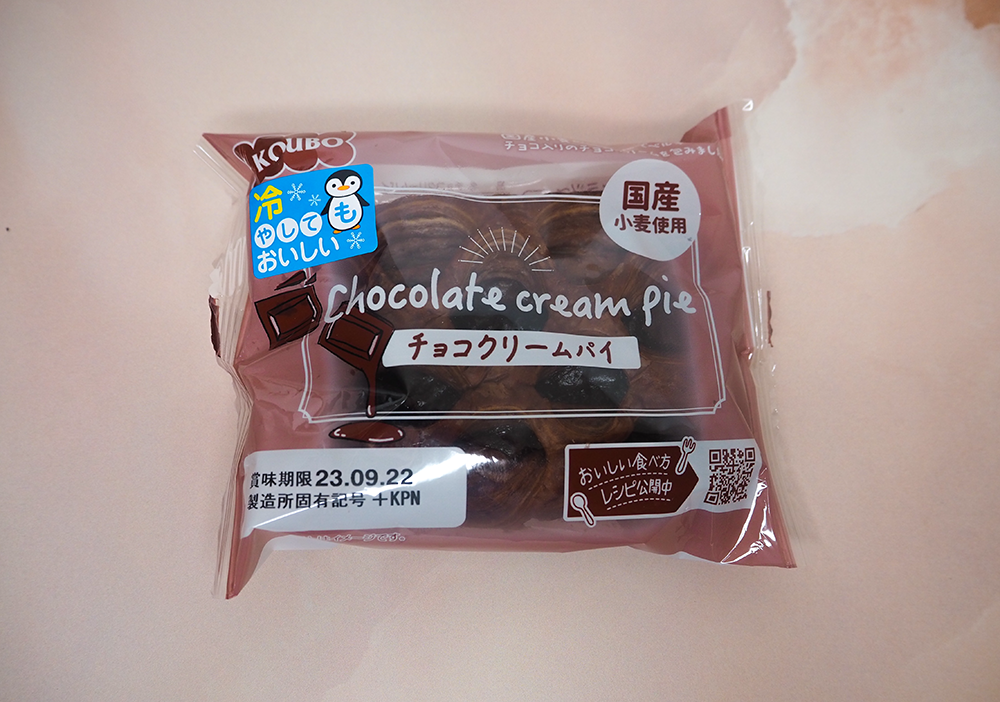 KOUBO
冷
やしても
おいしい
国産
小麦使用
Chocolate cream pie
チョコクリームパイ
賞味期限 23.09.22
製造所固有記号 +KPN
おいしい食べ方
レシピ公開中